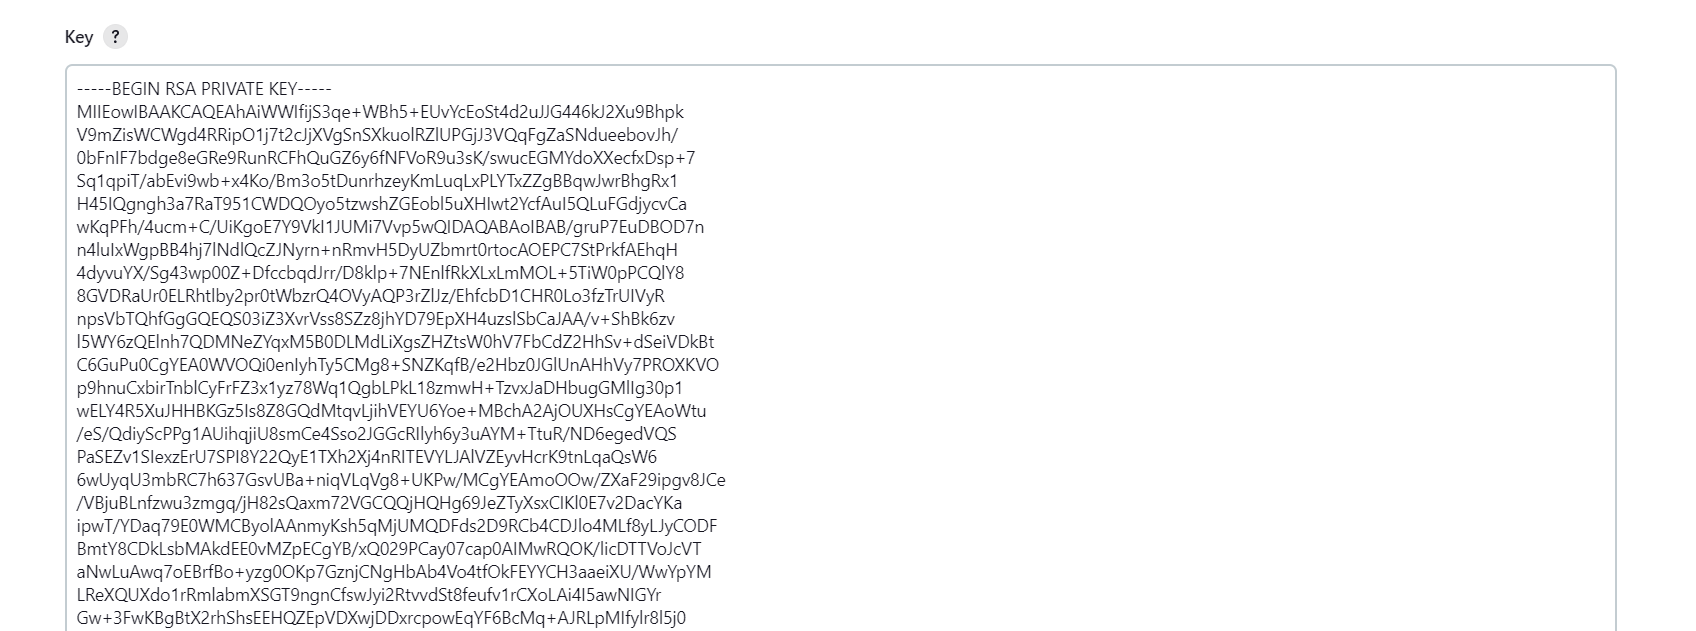 Key ?
-----BEGIN RSA PRIVATE KEY-----
MIIEowIBAAKCAQEAhAiWWIfijS3qe+WBh5+EUvYcEoSt4d2uJJG446kJ2Xu9Bhpk
V9mZisWCWgd4RRipO1j7t2cJjXVgSnSXkuolRZlUPGjJ3VQqFgZaSNdueebovJh/
0bFnIF7bdge8eGRe9RunRCFhQuGZ6y6fNFVoR9u3sK/swucEGMYdoXXecfxDsp+7
Sq1qpiT/abEvi9wb+x4Ko/Bm3o5tDunrhzeyKmLuqLxPLYTxZZgBBqwJwrBhgRx1
H45IQgngh3a7RaT951CWDQOyo5tzwshZGEobl5uXHIwt2YcfAuI5QLuFGdjycvCa
wKqPFh/4ucm+C/UiKgoE7Y9VkI1JUMi7Vvp5wQIDAQABAoIBAB/gruP7EuDBOD7n
n4luIxWgpBB4hj7lNdlQcZJNyrn+nRmvH5DyUZbmrt0rtocAOEPC7StPrkfAEhqH
4dyvuYX/Sg43wp00Z+DfccbqdJrr/D8klp+7NEnlfRkXLxLmMOL+5TiW0pPCQlY8
8GVDRaUr0ELRhtlby2pr0tWbzrQ4OVyAQP3rZlJz/EhfcbD1CHR0Lo3fzTrUIVyR
npsVbTQhfGgGQEQS03iZ3XvrVss8SZz8jhYD79EpXH4uzslSbCaJAA/v+ShBk6zv
l5WY6zQElnh7QDMNeZYqxM5B0DLMdLiXgsZHZtsW0hV7FbCdZ2HhSv+dSeiVDkBt
C6GuPu0CgYEA0WVOQi0enIyhTy5CMg8+SNZKqfB/e2Hbz0JGlUnAHhVy7PROXKVO
p9hnuCxbirTnblCyFrFZ3x1yz78Wq1QgbLPkL18zmwH+TzvxJaDHbugGMlIg30p1
wELY4R5XuJHHBKGz5Is8Z8GQdMtqvLjihVEYU6Yoe+MBchA2AjOUXHsCgYEAoWtu
/eS/QdiyScPPg1AUihqjiU8smCe4Sso2JGGcRIlyh6y3uAYM+TtuR/ND6egedVQS
PaSEZv1SIexzErU7SPI8Y22QyE1TXh2Xj4nRITEVYLJAlVZEyvHcrK9tnLqaQsW6
6wUyqU3mbRC7h637GsvUBa+niqVLqVg8+UKPw/MCgYEAmoOOw/ZXaF29ipgv8JCe
/VBjuBLnfzwu3zmgq/jH82sQaxm72VGCQQjHQHg69JeZTyXsxCIKl0E7v2DacYKa
ipwT/YDaq79E0WMCByolAAnmyKsh5qMjUMQDFds2D9RCb4CDJlo4MLf8yLJyCODF
BmtY8CDkLsbMAkdEE0vMZpECgYB/xQ029PCay07cap0AIMwRQOK/licDTTVoJcVT
aNwLuAwq7oEBrfBo+yzg0OKp7GznjCNgHbAb4Vo4tfOkFEYYCH3aaeiXU/WwYpYM
LReXQUXdo1rRmlabmXSGT9ngnCfswJyi2RtvvdSt8feufv1rCXoLAi4I5awNIGYr
Gw+3FwKBgBtX2rhShsEEHQZEpVDXwjDDxrcpowEqYF6BcMq+AJRLpMIfylr8l5j0